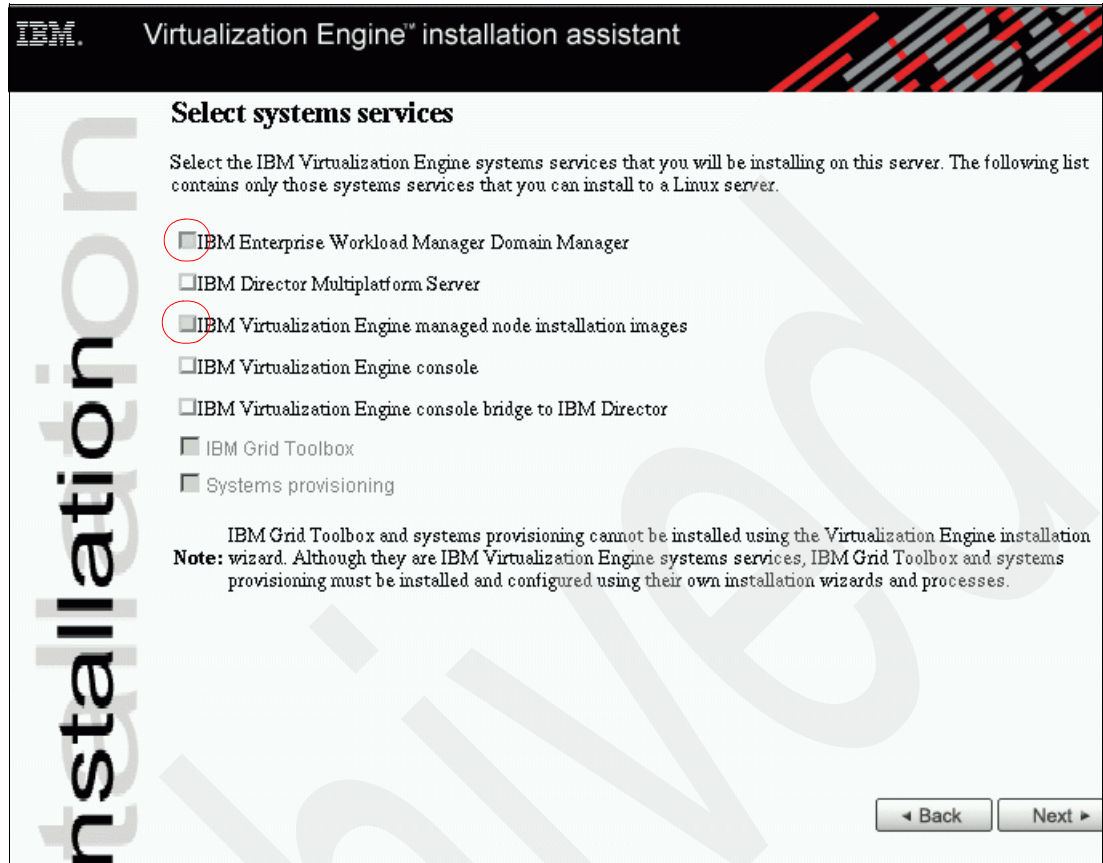 IBM.
Virtualization Engine™ installation assistant
Select systems services
Select the IBM Virtualization Engine systems services that you will be installing on this server. The following list
contains only those systems services that you can install to a Linux server.
IBM Enterprise Workload Manager Domain Manager
IBM Director Multiplatform Server
IBM Virtualization Engine managed node installation images
IBM Virtualization Engine console
IBM Virtualization Engine console bridge to IBM Director
IBM Grid Toolbox
Systems provisioning
IBM Grid Toolbox and systems provisioning cannot be installed using the Virtualization Engine installation
Note: wizard. Although they are IBM Virtualization Engine systems services, IBM Grid Toolbox and systems
provisioning must be installed and configured using their own installation wizards and processes.
◄ Back
Next ►
nstallation
hived